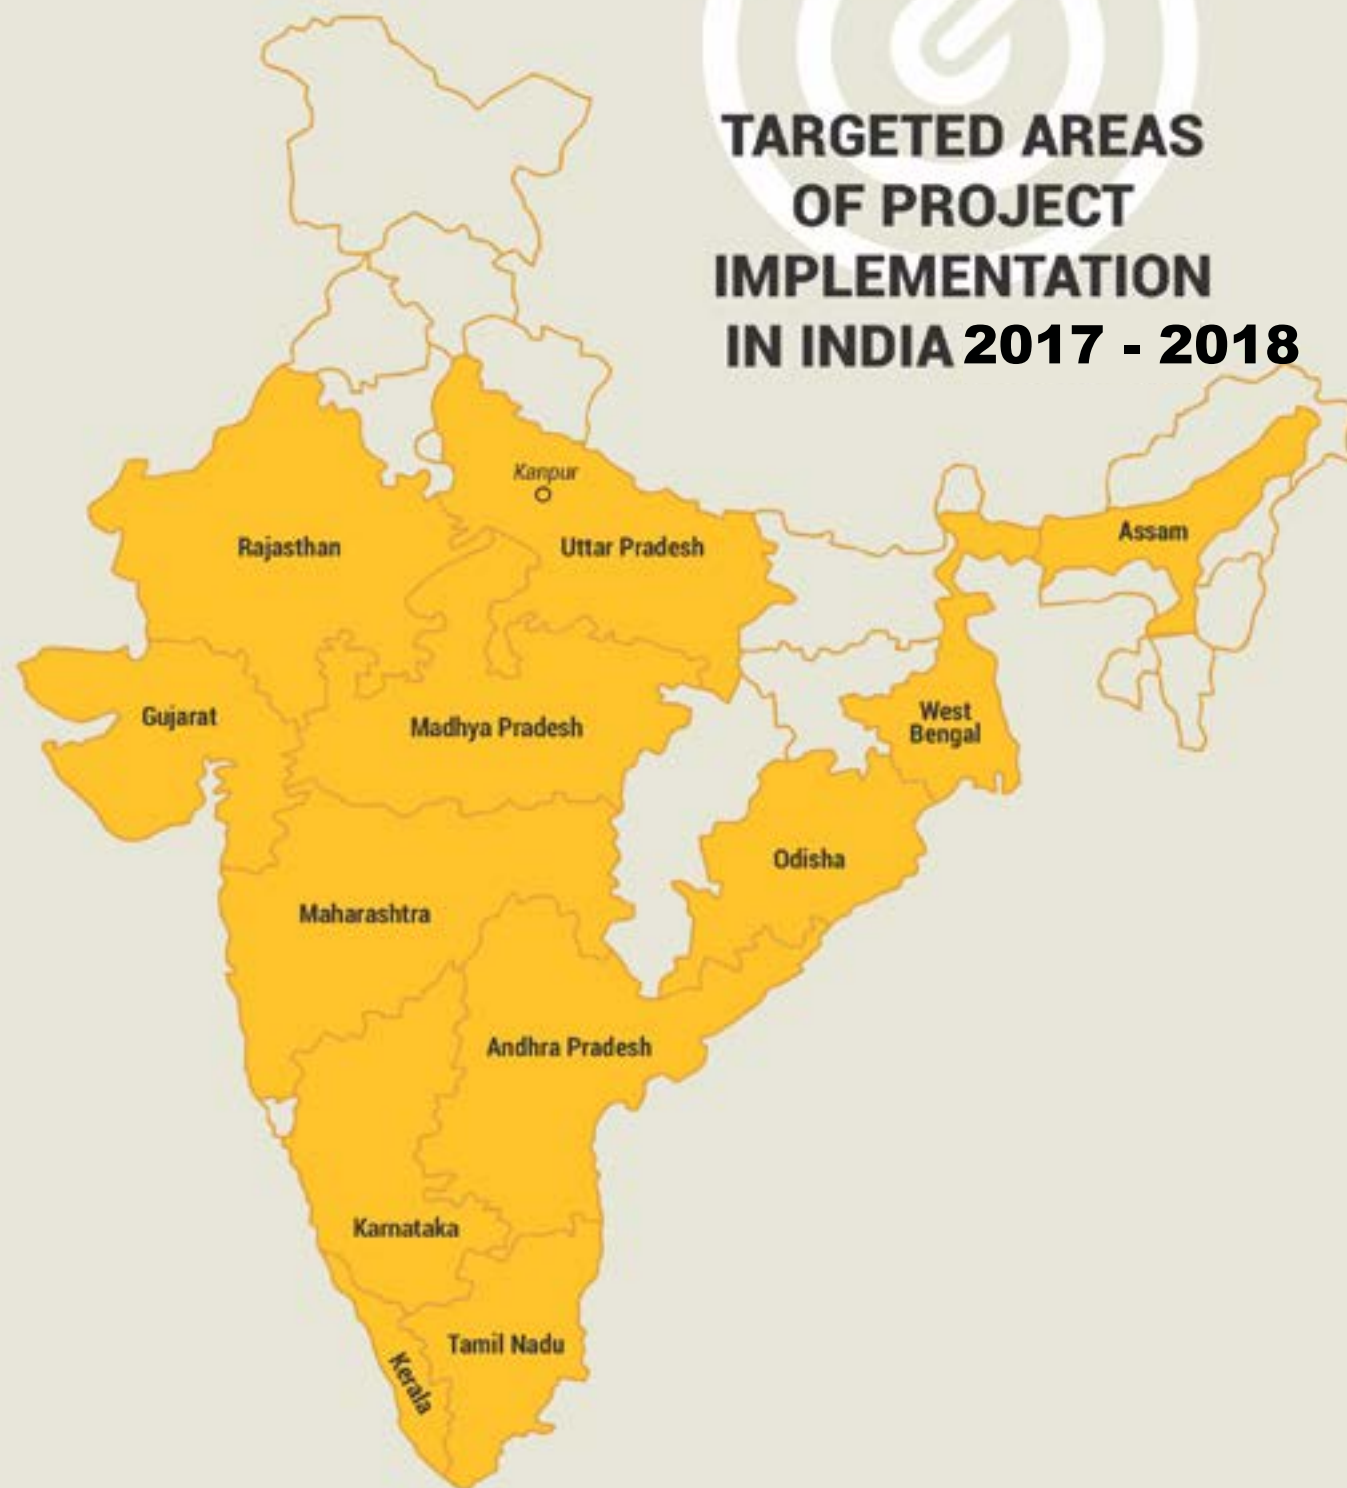 TARGETED AREAS
OF PROJECT
IMPLEMENTATION
IN INDIA 2017 - 2018
Kanpur
Rajasthan
Uttar Pradesh
Assam
Gujarat
Madhya Pradesh
West
Bengal
Odisha
Maharashtra
Andhra Pradesh
Karnataka
Tamil Nadu
Kerala